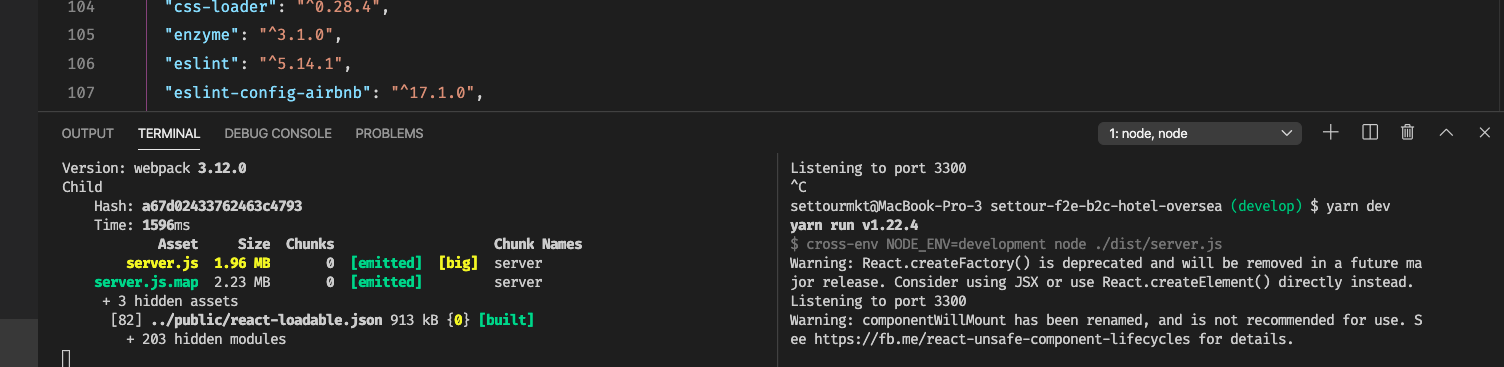 104 "css-loader": "^0.28.4",
105 "enzyme": "^3.1.0",
106 "eslint": "^5.14.1",
107 "eslint-config-airbnb": "^17.1.0",
OUTPUT TERMINAL DEBUG CONSOLE PROBLEMS 1: node, node
Version: webpack 3.12.0
Child
Hash: a67d02433762463c4793
Time: 1596ms
Asset Size Chunks Chunk Names
server.js 1.96 MB 0 [emitted] [big] server
server.js.map 2.23 MB 0 [emitted] server
+ 3 hidden assets
[82] ../public/react-loadable.json 913 kB {0} [built]
+ 203 hidden modules
Listening to port 3300
^C
settourmkt@MacBook-Pro-3 settour-f2e-b2c-hotel-oversea (develop) $ yarn dev
yarn run v1.22.4
$ cross-env NODE_ENV=development node ./dist/server.js
Warning: React.createFactory() is deprecated and will be removed in a future ma
jor release. Consider using JSX or use React.createElement() directly instead.
Listening to port 3300
Warning: componentWillMount has been renamed, and is not recommended for use. S
ee https://fb.me/react-unsafe-component-lifecycles for details.